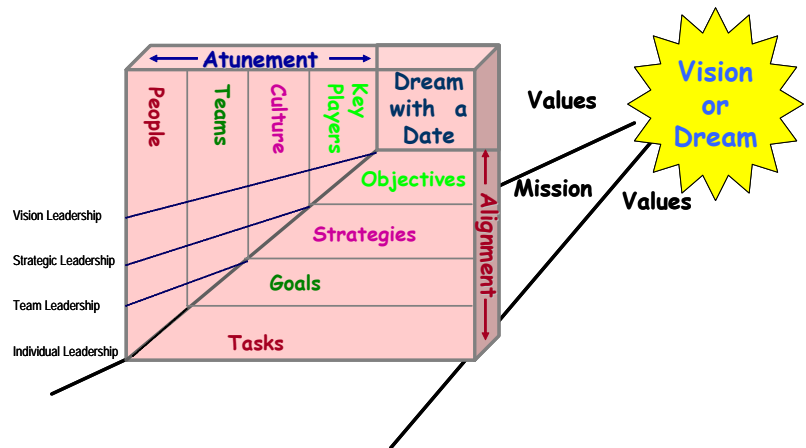 Atunement
People
Teams
Culture
Key
Players
Dream
with a
Date
Values
Vision
or
Dream
Objectives
Mission
Values
Alignment
Vision Leadership
Strategies
Strategic Leadership
Goals
Team Leadership
Tasks
Individual Leadership